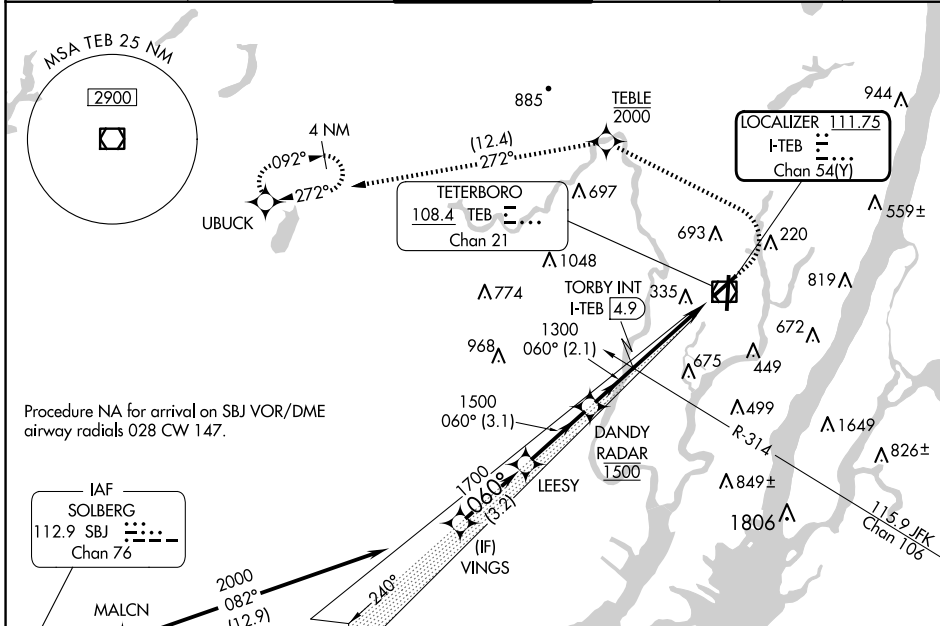 MSA TEB 25 NM
2900
885
TEBLE
2000
944
LOCALIZER 111.75
I-TEB
Chan 54(Y)
4 NM
092°
272°
(12.4)
272°
UBUCK
TETERBORO
108.4 TEB
Chan 21
697
559±
693
220
1048
774
TORBY INT
I-TEB 4.9
335
819
1300
060° (2.1)
968
672
675
449
Procedure NA for arrival on SBJ VOR/DME
airway radials 028 CW 147.
1500
060° (3.1)
499
1649
DANDY
RADAR
1500
R-314
826±
LEESY
849±
1806
115.9 JFK
Chan 106
1700
060°
(3.2)
(IF)
VINGS
IAF
SOLBERG
112.9 SBJ
Chan 76
240°
2000
082°
(12.9)
MALCN